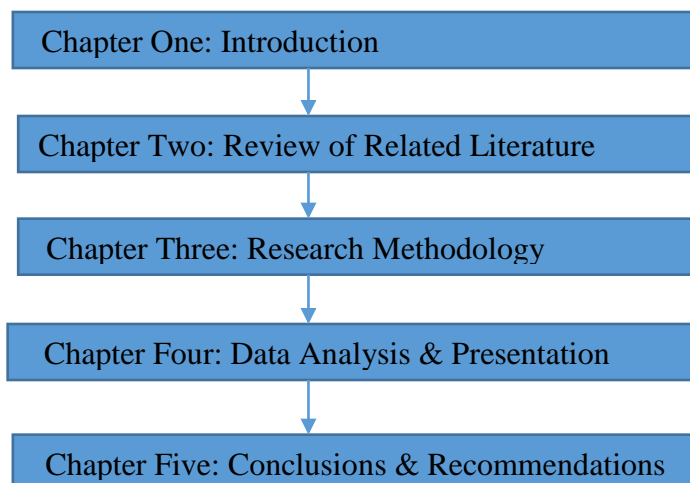 Chapter One: Introduction
Chapter Two: Review of Related Literature
Chapter Three: Research Methodology
Chapter Four: Data Analysis & Presentation
Chapter Five: Conclusions & Recommendations